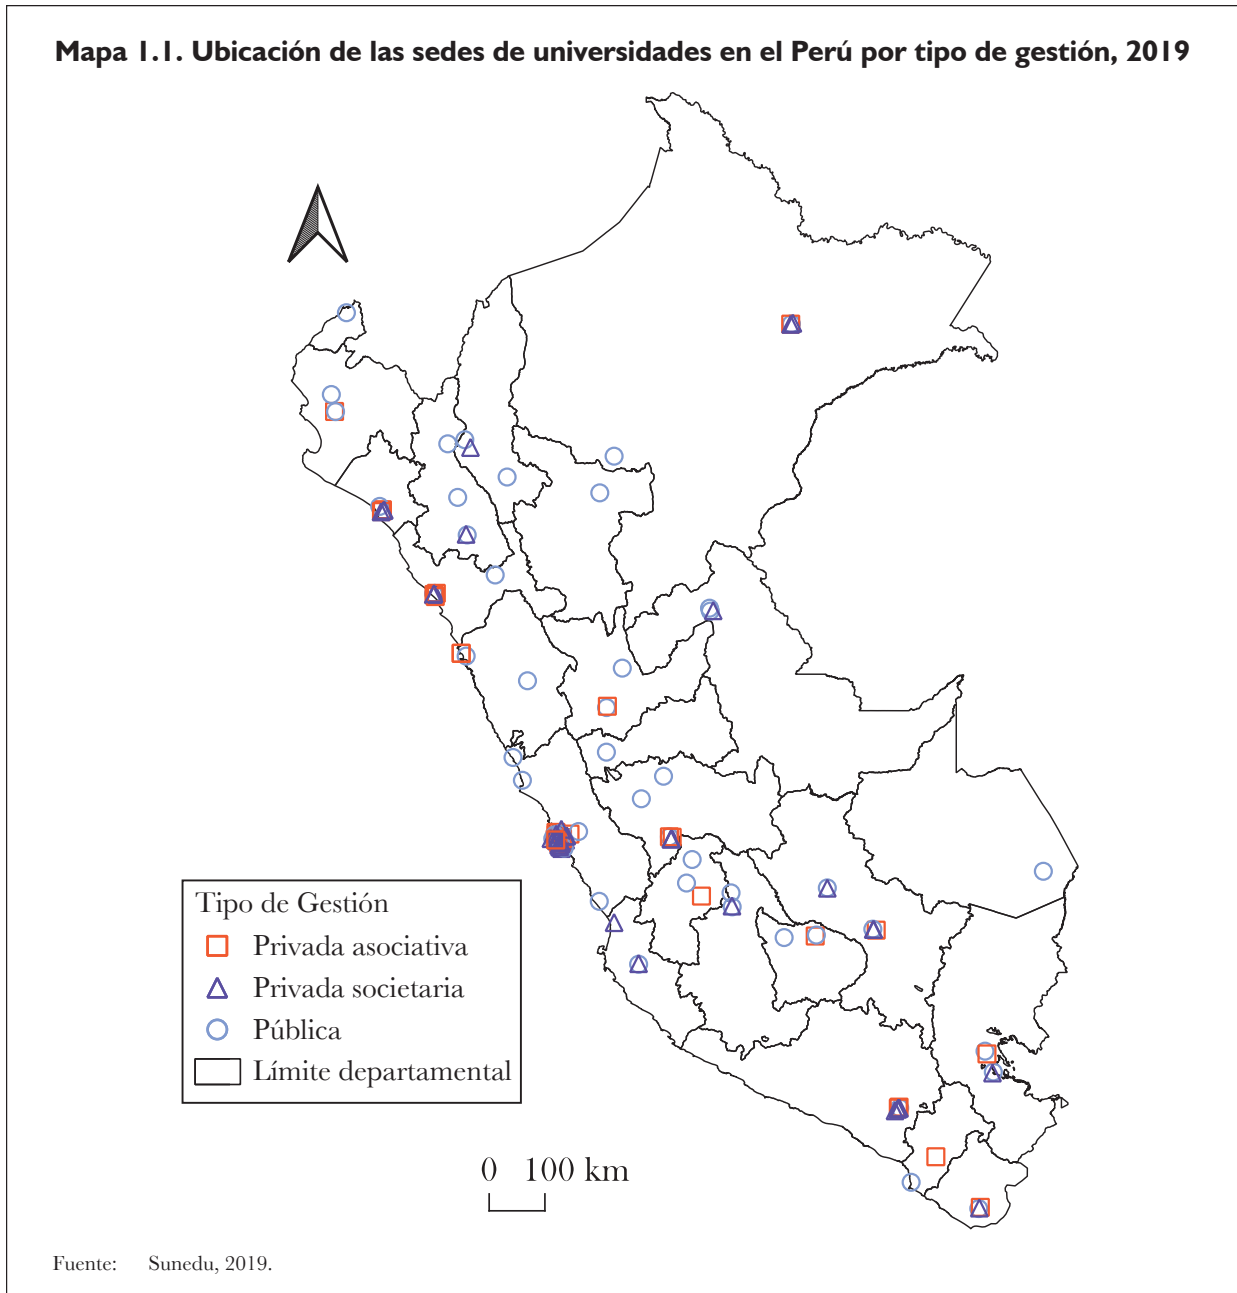 Mapa 1.1. Ubicación de las sedes de universidades en el Perú por tipo de gestión, 2019
Tipo de Gestión
Privada asociativa
Privada societaria
Pública
Límite departamental
0 100 km
Fuente: Sunedu, 2019.